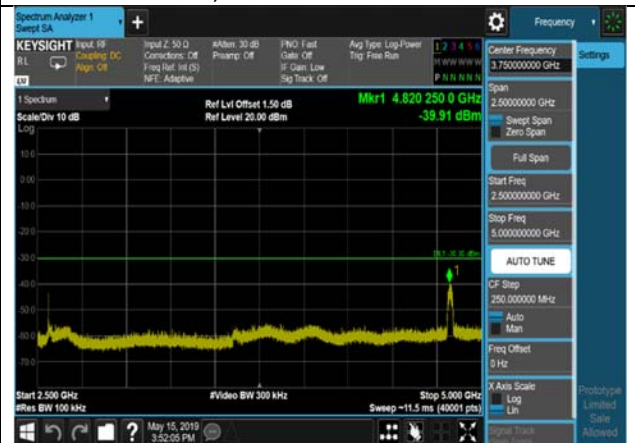 Spectrum Analyzer 1
Swept SA
+
Frequency
KEYSIGHT
RL
LXI
Input: RF
Coupling: DC
Align: Off
Input Z: 50 Ω
Corrections: Off
Freq Ref: Int (S)
NFE: Adaptive
#Atten: 30 dB
Preamp: Off
PNO: Fast
Gate: Off
IF Gain: Low
Sig Track: Off
Avg Type: Log-Power
Trig: Free Run
1 2 3 4 5 6
M W W W W W
P N N N N N
1 Spectrum
Scale/Div 10 dB
Log
Ref Lvl Offset 1.50 dB
Ref Level 20.00 dBm
Mkr1 4.820 250 0 GHz
-39.91 dBm
10.0
0.00
-10.0
-20.0
-30.0
-40.0
-50.0
-60.0
-70.0
1
Start 2.500 GHz
#Res BW 100 kHz
#Video BW 300 kHz
Stop 5.000 GHz
Sweep ~11.5 ms (40001 pts)
May 15, 2019
3:52:05 PM
Center Frequency
3.750000000 GHz
Span
2.50000000 GHz
Swept Span
Zero Span
Full Span
Start Freq
2.500000000 GHz
Stop Freq
5.000000000 GHz
AUTO TUNE
CF Step
250.000000 MHz
Auto
Man
Freq Offset
0 Hz
X Axis Scale
Log
Lin
Signal Track
Settings
Prototype
Limited
Sale
Allowed